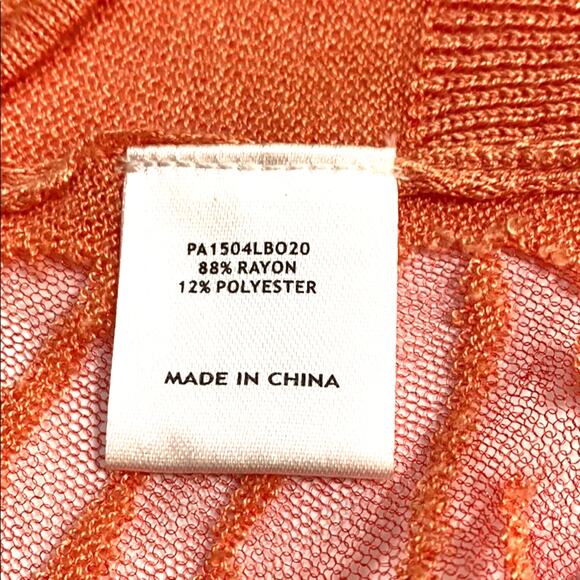 PA1504LBO20
88% RAYON
12% POLYESTER
MADE IN CHINA